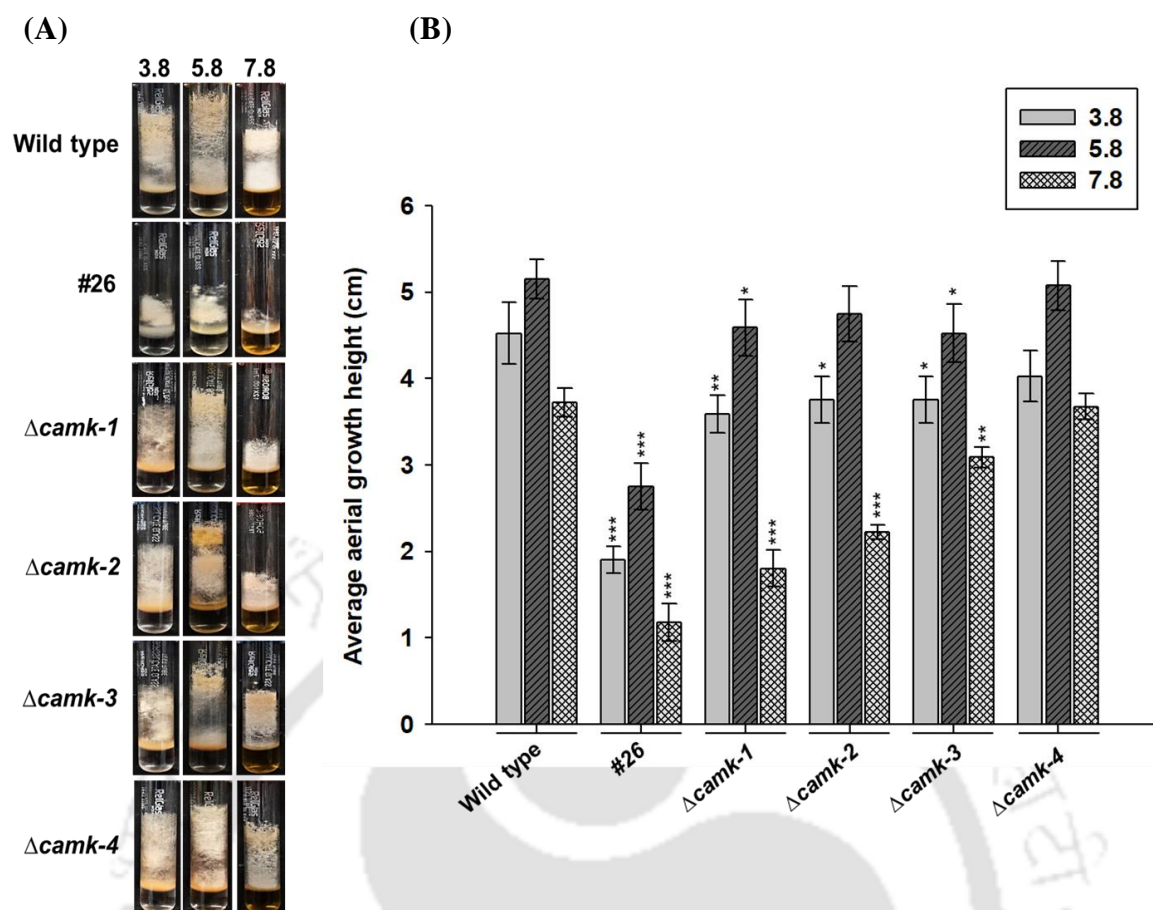 (A)
(B)
3.8 5.8 7.8
Wild type
#26
Δcamk-1
Δcamk-2
Δcamk-3
Δcamk-4
3.8
5.8
7.8
Average aerial growth height (cm)
6
5
4
3
2
1
0
***
***
***
**
*
***
*
***
*
*
**
Wild type
#26
Δcamk-1
Δcamk-2
Δcamk-3
Δcamk-4